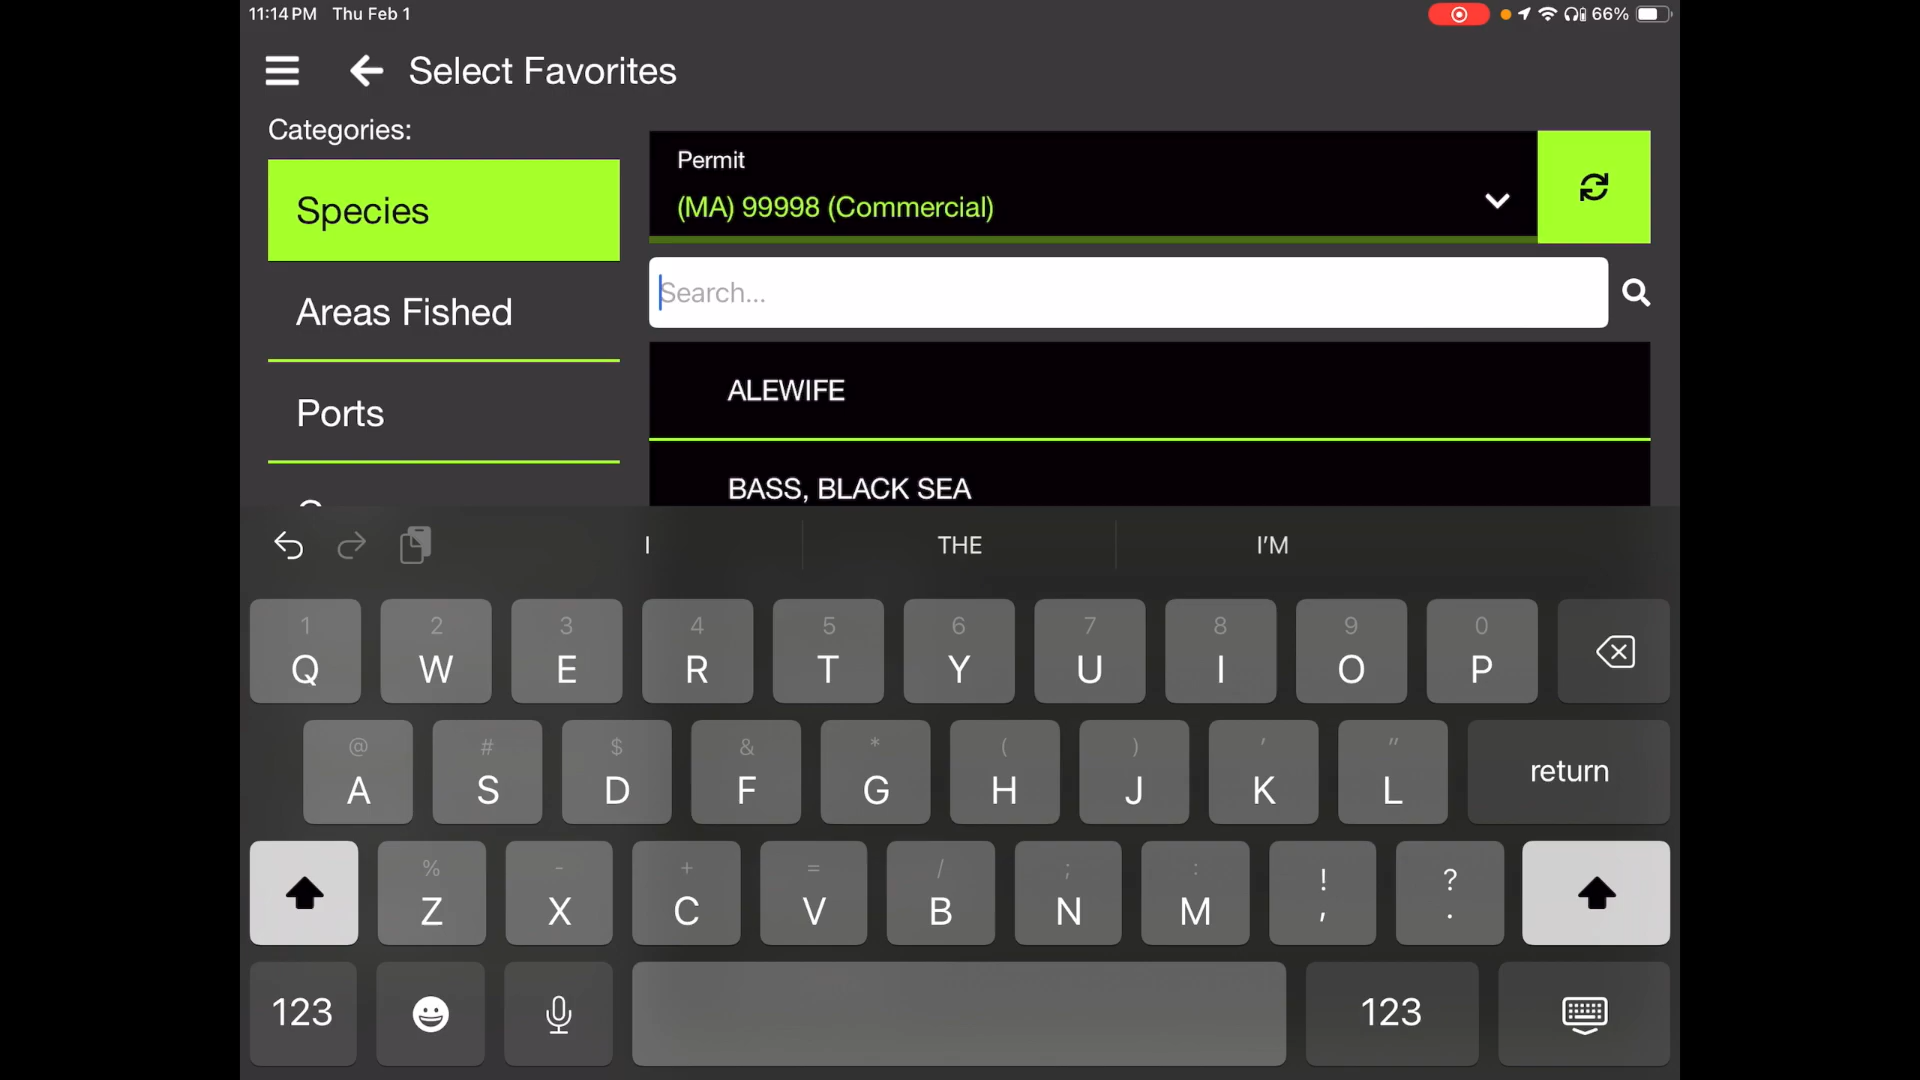 11:14 PM Thu Feb 1
66%
Select Favorites
Categories:
Species
Areas Fished
Ports
Permit
(MA) 99998 (Commercial)
Search...
ALEWIFE
BASS, BLACK SEA
I THE I'M
1 2 3 4 5 6 7 8 9 0
Q W E R T Y U I O P
@ # $ & * ( ) ' "
A S D F G H J K L return
% - + = / ; : ! ?
Z X C V B N M , .
123 123